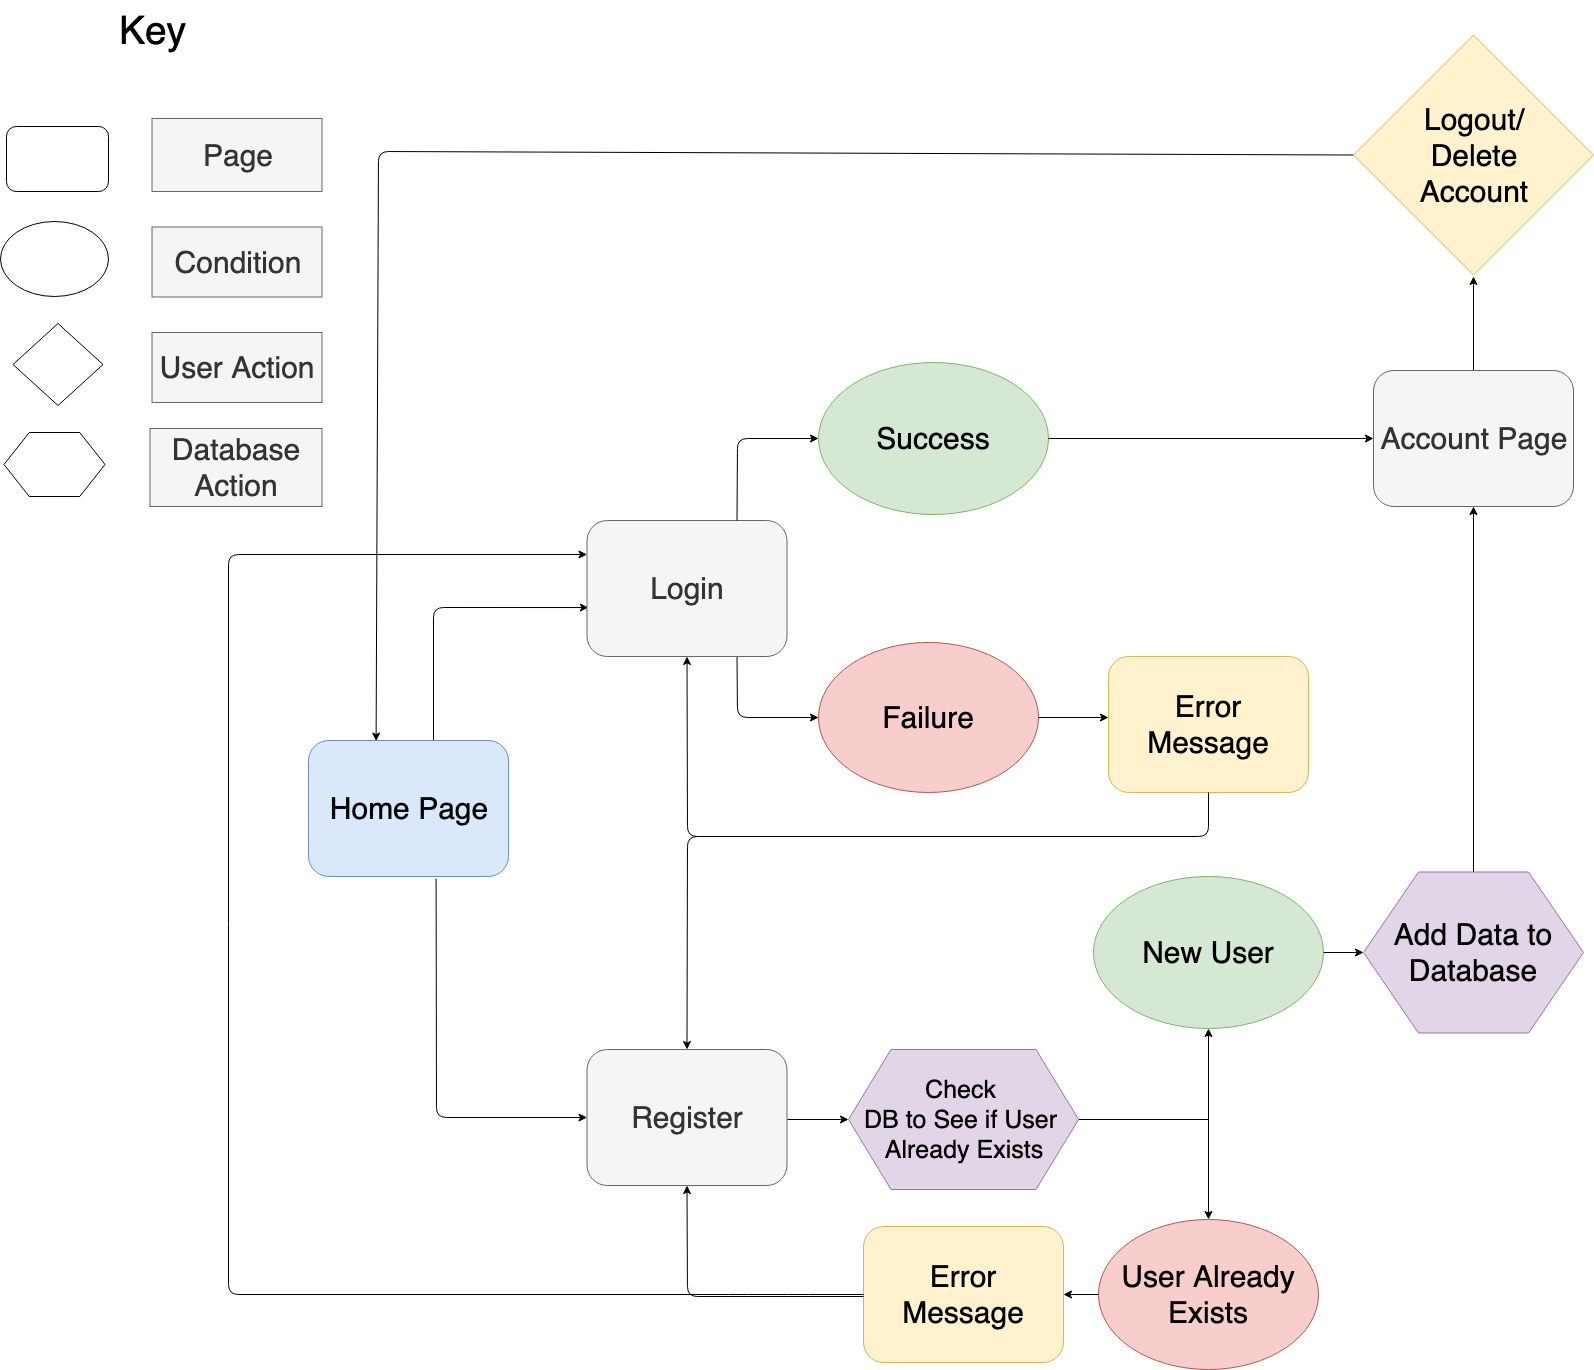 Key
Page
Condition
User Action
Database
Action
Logout/
Delete
Account
Success
Account Page
Login
Failure
Error
Message
Home Page
New User
Add Data to
Database
Register
Check
DB to See if User
Already Exists
Error
Message
User Already
Exists